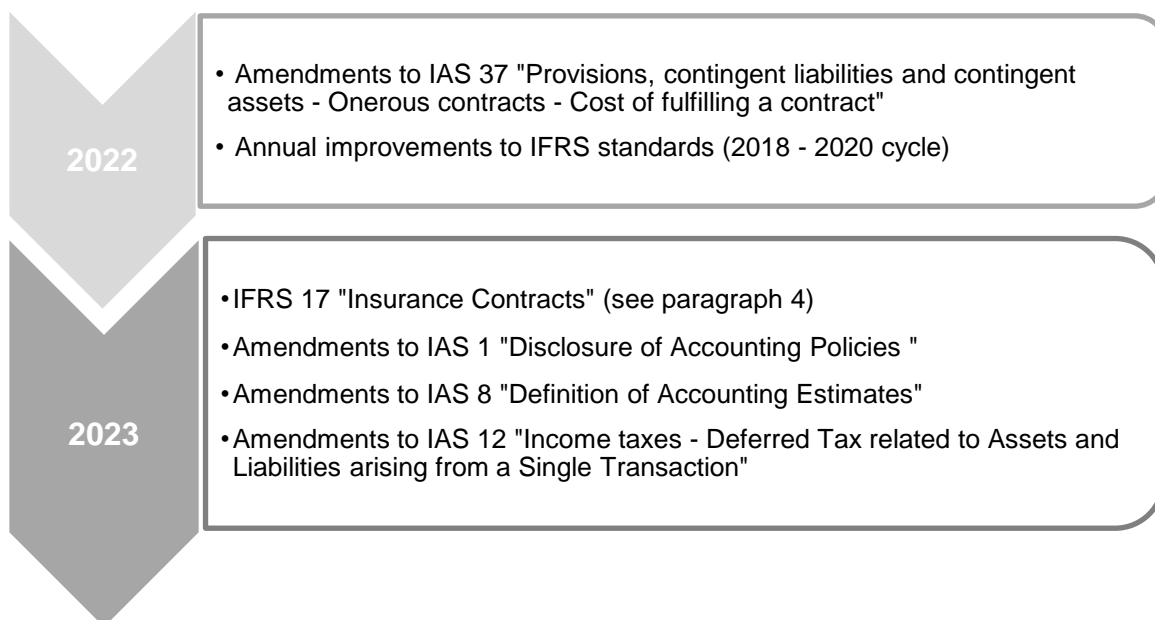 2022
• Amendments to IAS 37 "Provisions, contingent liabilities and contingent
assets - Onerous contracts - Cost of fulfilling a contract"
• Annual improvements to IFRS standards (2018 - 2020 cycle)
2023
•IFRS 17 "Insurance Contracts" (see paragraph 4)
•Amendments to IAS 1 "Disclosure of Accounting Policies "
•Amendments to IAS 8 "Definition of Accounting Estimates"
•Amendments to IAS 12 "Income taxes - Deferred Tax related to Assets and
Liabilities arising from a Single Transaction"